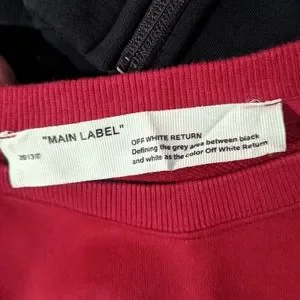 "MAIN LABEL"
2013©
OFF WHITE RETURN
Defining the grey area between black
and white as the color Off White Return